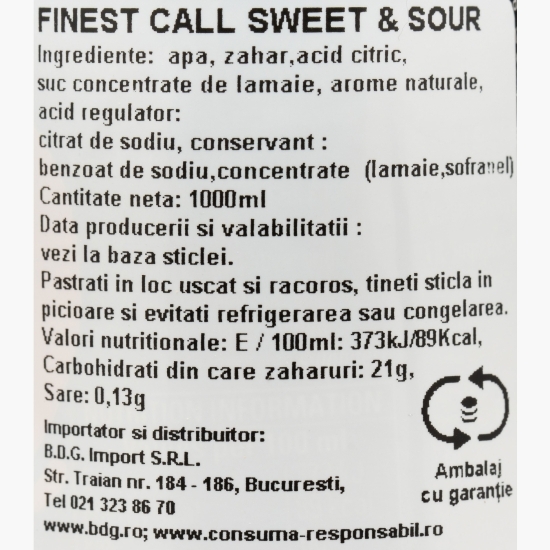 FINEST CALL SWEET & SOUR
Ingrediente: apa, zahar,acid citric,
suc concentrate de lamaie, arome naturale,
acid regulator:
citrat de sodiu, conservant :
benzoat de sodiu,concentrate (lamaie,sofranel)
Cantitate neta: 1000ml
Data producerii si valabilitatii :
vezi la baza sticlei.
Pastrati in loc uscat si racoros, tineti sticla in
picioare si evitati refrigerarea sau congelarea.
Valori nutritionale: E / 100ml: 373kJ/89Kcal,
Carbohidrati din care zaharuri: 21g,
Sare: 0,13g
Importator si distribuitor:
B.D.G. Import S.R.L.
Str. Traian nr. 184 - 186, Bucuresti,
Tel 021 323 86 70
www.bdg.ro; www.consuma-responsabil.ro
Ambalaj
cu garanție